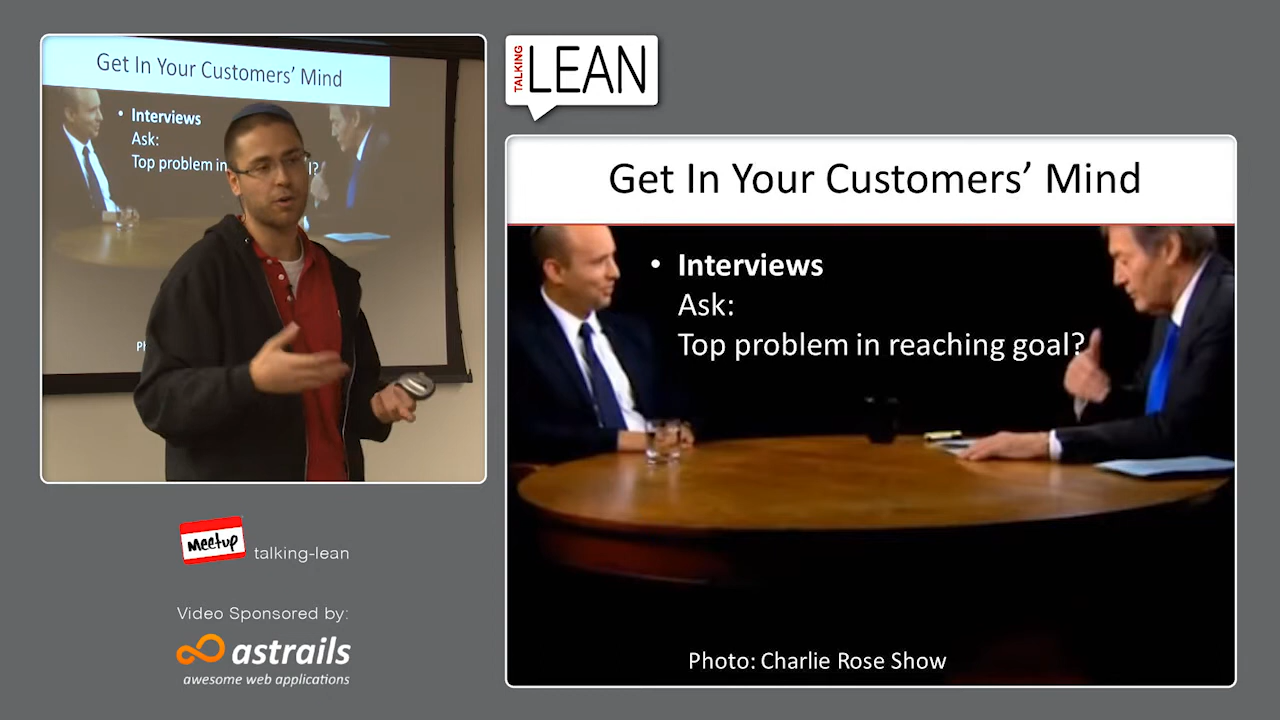 Get In Your Customers' Mind
• Interviews
Ask:
Top problem in
l?
Ph
TALKING
LEAN
Get In Your Customers' Mind
• Interviews
Ask:
Top problem in reaching goal?
Photo: Charlie Rose Show
meetup
talking-lean
Video Sponsored by:
astrails
awesome web applications